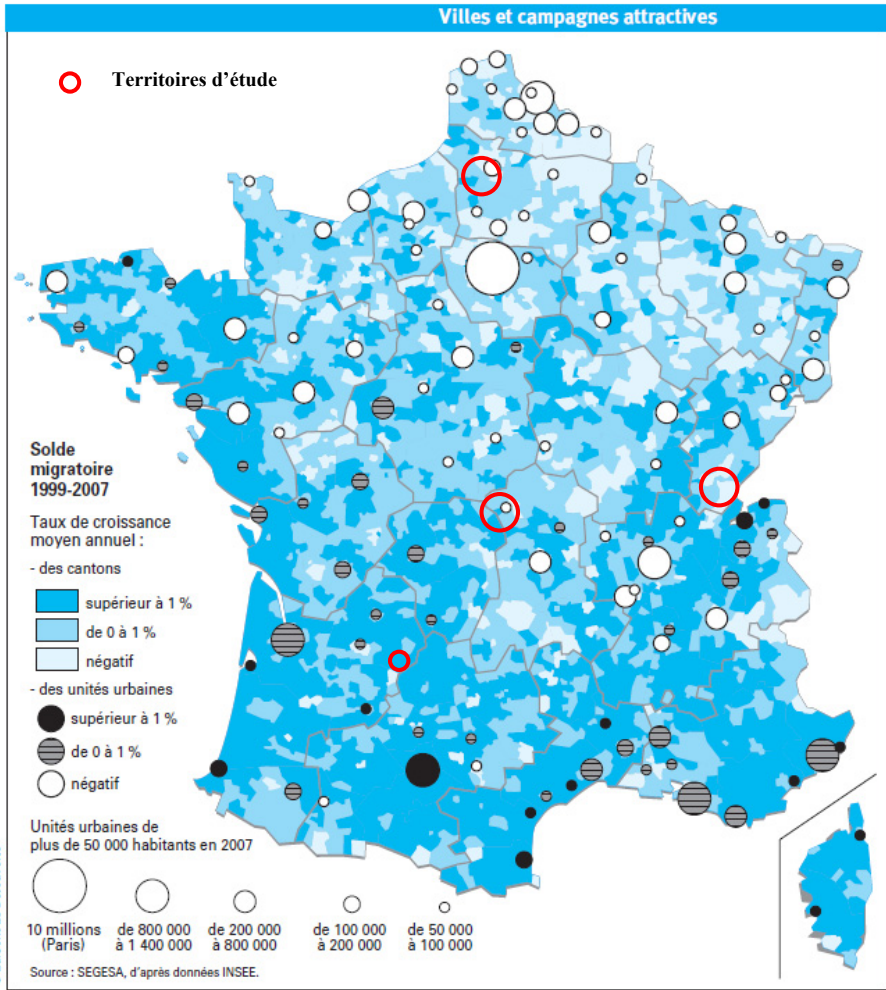 Villes et campagnes attractives
Territoires d’étude
Solde
migratoire
1999-2007
Taux de croissance
moyen annuel :
- des cantons
supérieur à 1 %
de 0 à 1 %
négatif
- des unités urbaines
supérieur à 1 %
de 0 à 1 %
négatif
Unités urbaines de
plus de 50 000 habitants en 2007
10 millions
(Paris)
de 800 000
à 1 400 000
de 200 000
à 800 000
de 100 000
à 200 000
de 50 000
à 100 000
Source : SEGESA, d’après données INSEE.